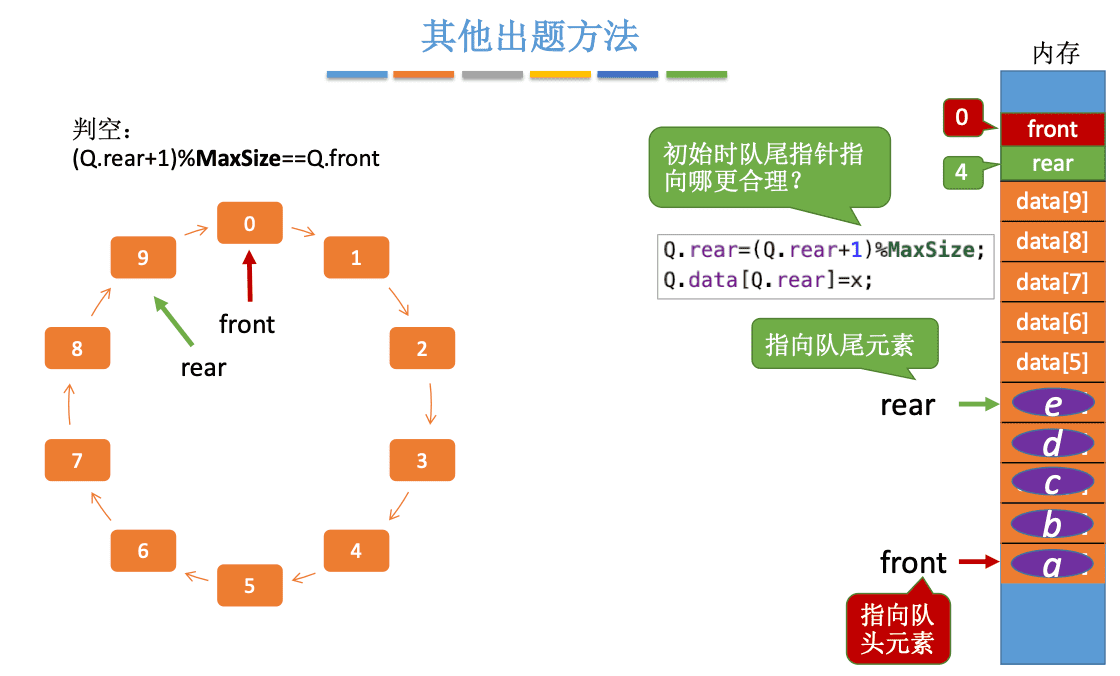 其他出题方法
判空：
(Q.rear+1)%MaxSize==Q.front
0
1
2
3
4
5
6
7
8
9
front
rear
初始时队尾指针指
向哪更合理？
Q.rear=(Q.rear+1)%MaxSize;
Q.data[Q.rear]=x;
指向队尾元素
rear
front
指向队
头元素
内存
0
front
4
rear
data[9]
data[8]
data[7]
data[6]
data[5]
e
d
c
b
a